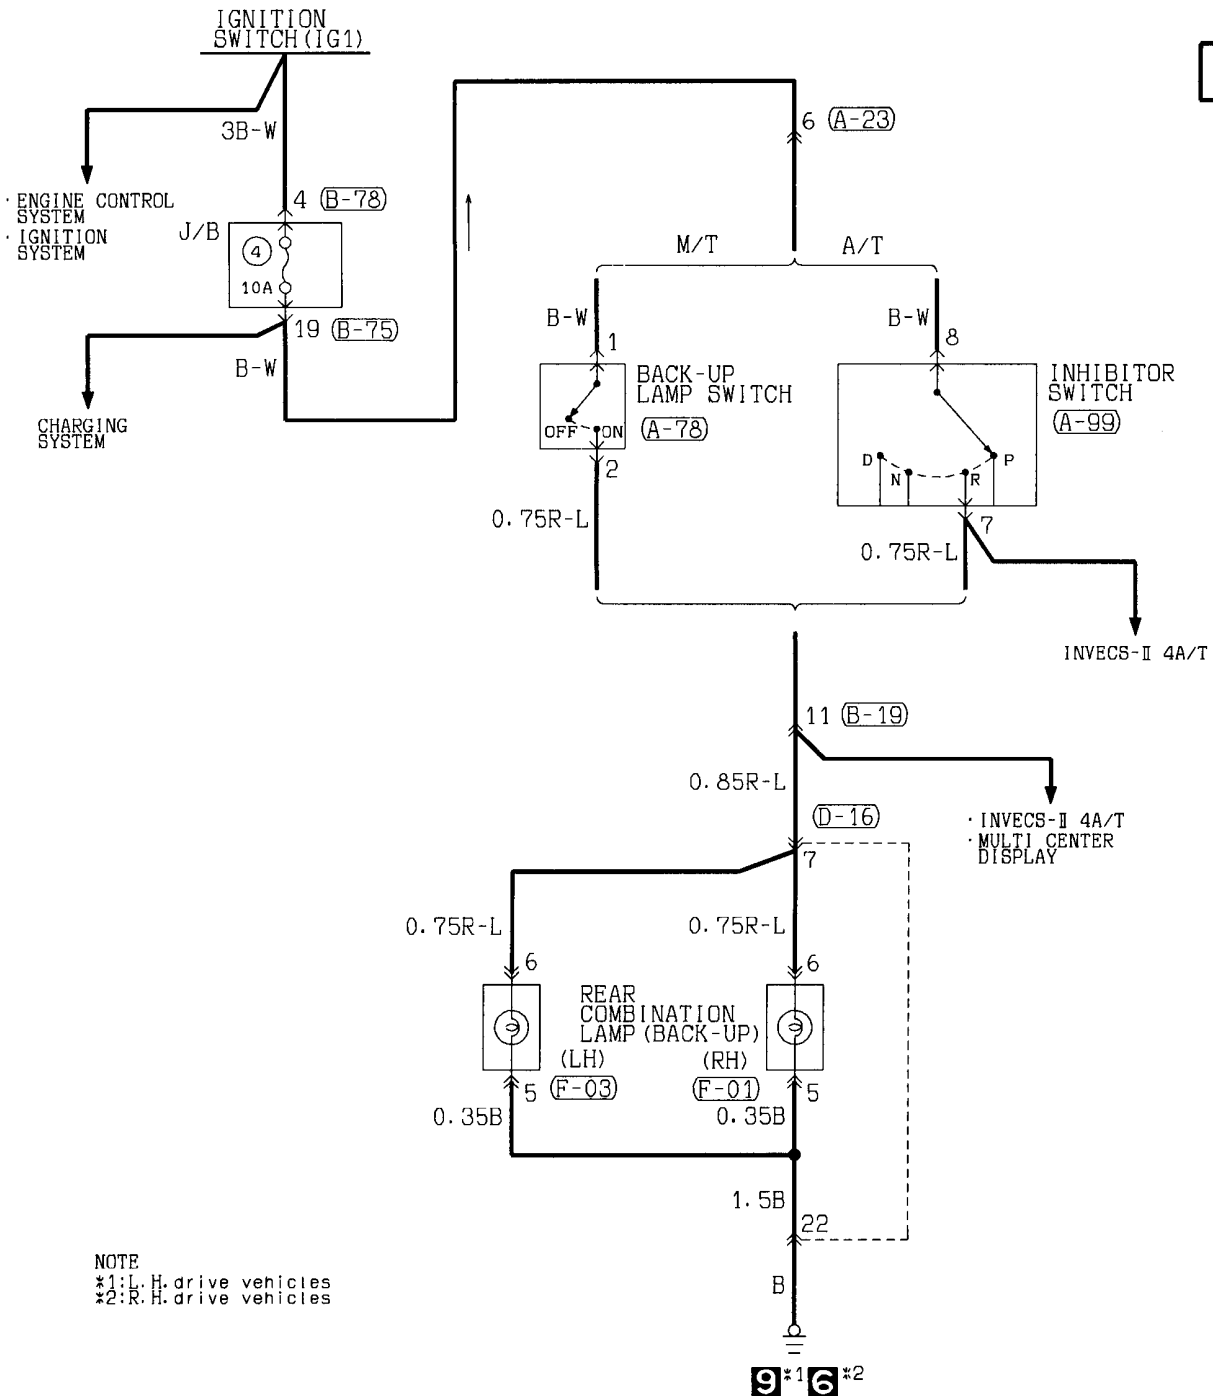 IGNITION
SWITCH(IG1)
3B-W
6 (A-23)
· ENGINE CONTROL
SYSTEM
· IGNITION
SYSTEM
4 (B-78)
J/B
4
10A
M/T
A/T
19 (B-75)
B-W
CHARGING
SYSTEM
B-W
1
BACK-UP
LAMP SWITCH
(A-78)
OFF
ON
2
0.75R-L
B-W
8
INHIBITOR
SWITCH
(A-99)
D
N
R
P
7
0.75R-L
INVECS-Ⅱ 4A/T
11 (B-19)
0.85R-L
· INVECS-Ⅱ 4A/T
· MULTI CENTER
DISPLAY
(D-16)
7
0.75R-L
0.75R-L
6
6
REAR
COMBINATION
LAMP(BACK-UP)
(LH)
(RH)
5
(F-03)
(F-01)
5
0.35B
0.35B
1.5B
22
B
NOTE
*1:L.H.drive vehicles
*2:R.H.drive vehicles
9 *1 6 *2